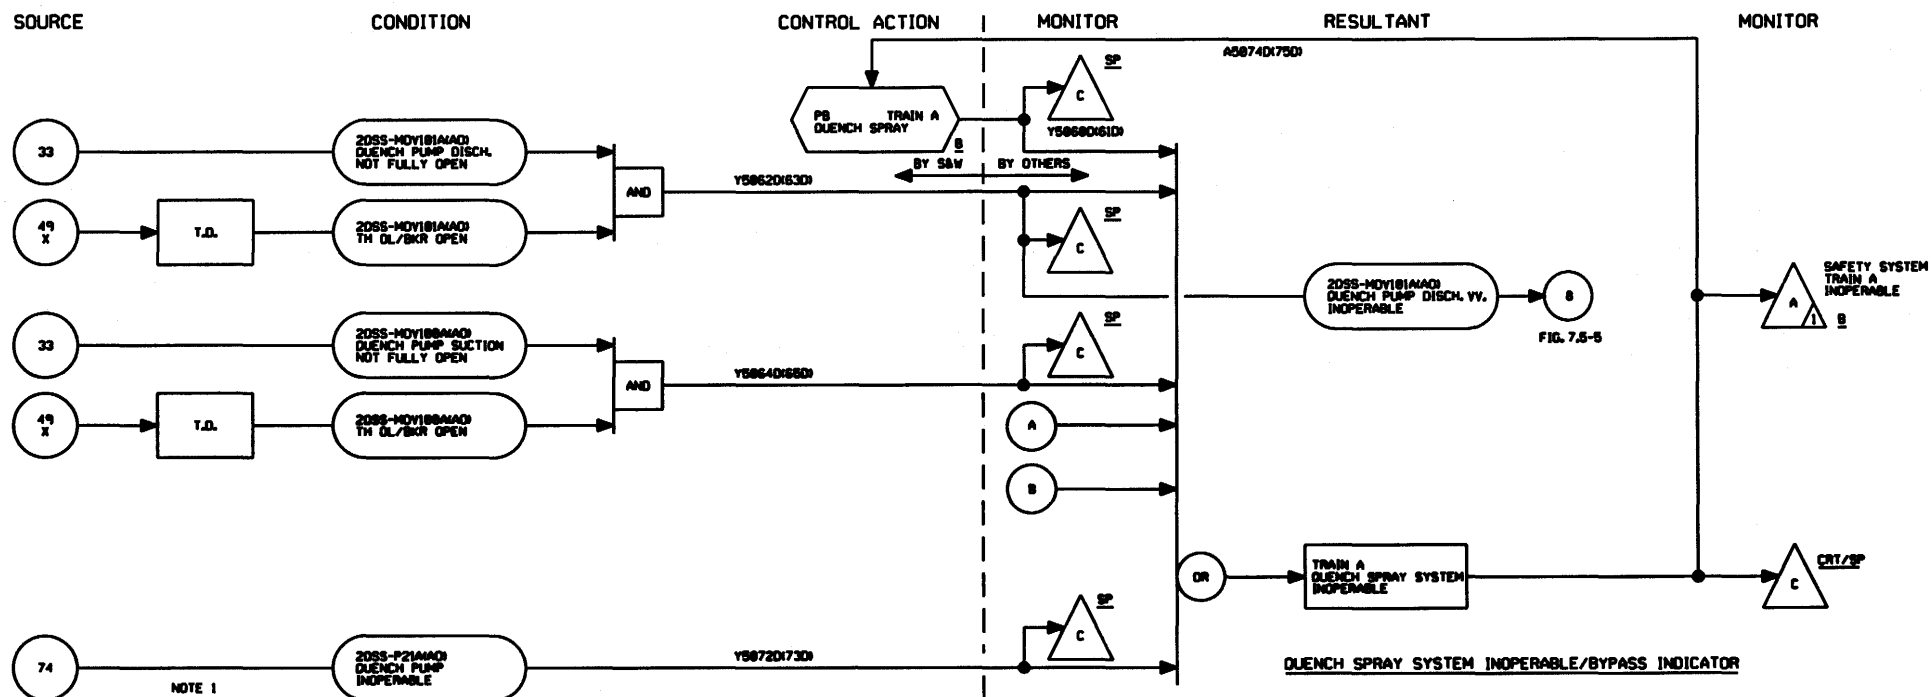 SOURCE
CONDITION
CONTROL ACTION
MONITOR
RESULTANT
MONITOR
A5074D(75D)
SP
C
Y5060D(61D)
PB TRAIN A
QUENCH SPRAY
B
BY S&W
BY OTHERS
33
2QSS-MOV101A(AO)
QUENCH PUMP DISCH.
NOT FULLY OPEN
AND
Y5062D(63D)
49
X
T.D.
2QSS-MOV101A(AO)
TH OL/BKR OPEN
SP
C
2QSS-MOV101A(AO)
QUENCH PUMP DISCH. VV.
INOPERABLE
8
FIG. 7.5-5
SAFETY SYSTEM
TRAIN A
INOPERABLE
A
1
B
33
2QSS-MOV100A(AO)
QUENCH PUMP SUCTION
NOT FULLY OPEN
AND
Y5064D(65D)
SP
C
49
X
T.D.
2QSS-MOV100A(AO)
TH OL/BKR OPEN
A
B
OR
TRAIN A
QUENCH SPRAY SYSTEM
INOPERABLE
CRT/SP
C
74
NOTE 1
2QSS-P21A(AO)
QUENCH PUMP
INOPERABLE
Y5072D(73D)
SP
C
QUENCH SPRAY SYSTEM INOPERABLE/BYPASS INDICATOR